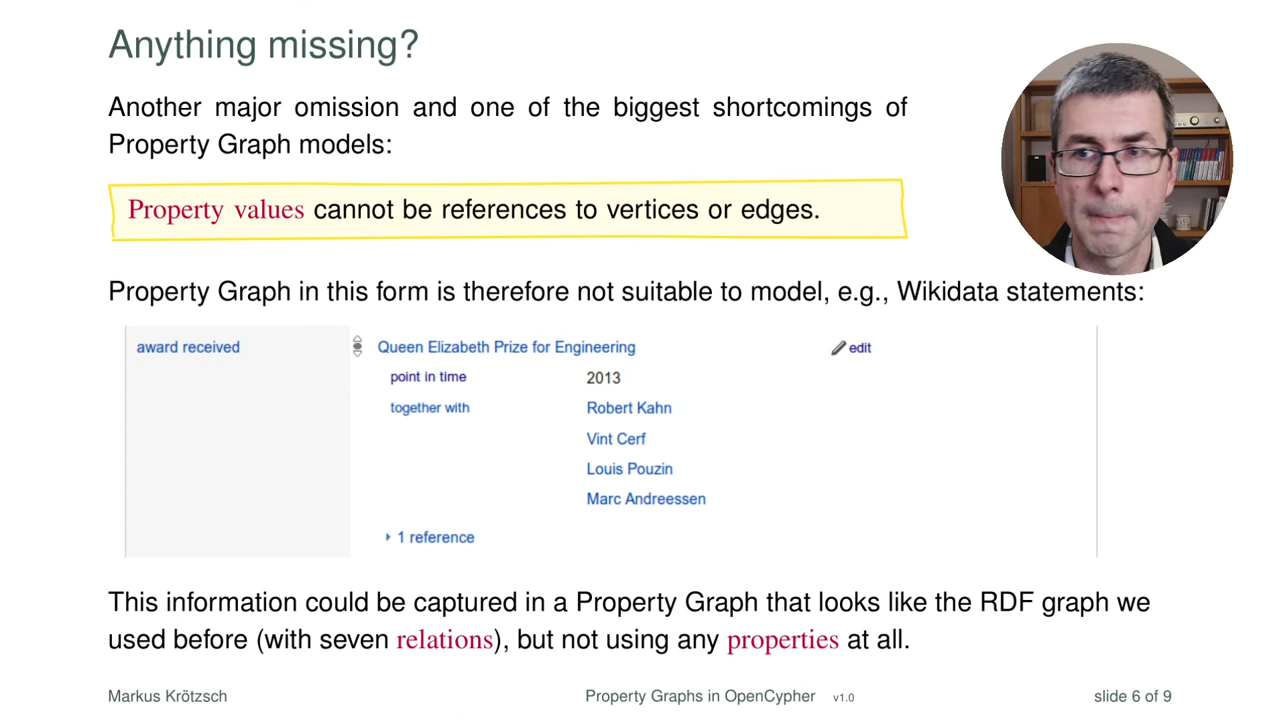 Anything missing?
Another major omission and one of the biggest shortcomings of
Property Graph models:
Property values cannot be references to vertices or edges.
Property Graph in this form is therefore not suitable to model, e.g., Wikidata statements:
award received
Queen Elizabeth Prize for Engineering
edit
point in time
2013
together with
Robert Kahn
Vint Cerf
Louis Pouzin
Marc Andreessen
1 reference
This information could be captured in a Property Graph that looks like the RDF graph we
used before (with seven relations), but not using any properties at all.
Markus Krötzsch
Property Graphs in OpenCypher v1.0
slide 6 of 9